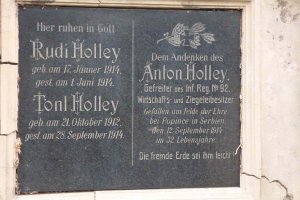 Hier ruhen in Gott
Rudi Holley
geb. am 17. Jänner 1914,
gest. am 1. Juni 1914.
Toni Holley
geb. am 21. Oktober 1912,
gest. am 28. September 1914.
Dem Andenken des
Anton Holley,
Gefreiter des Inf. Reg. No 92,
Wirtschafts- und Ziegeleibesitzer
Gefallen am Felde der Ehre
bei Popince in Serbien
den 12. September 1914
im 32. Lebensjahre.
Die fremde Erde sei ihm leicht